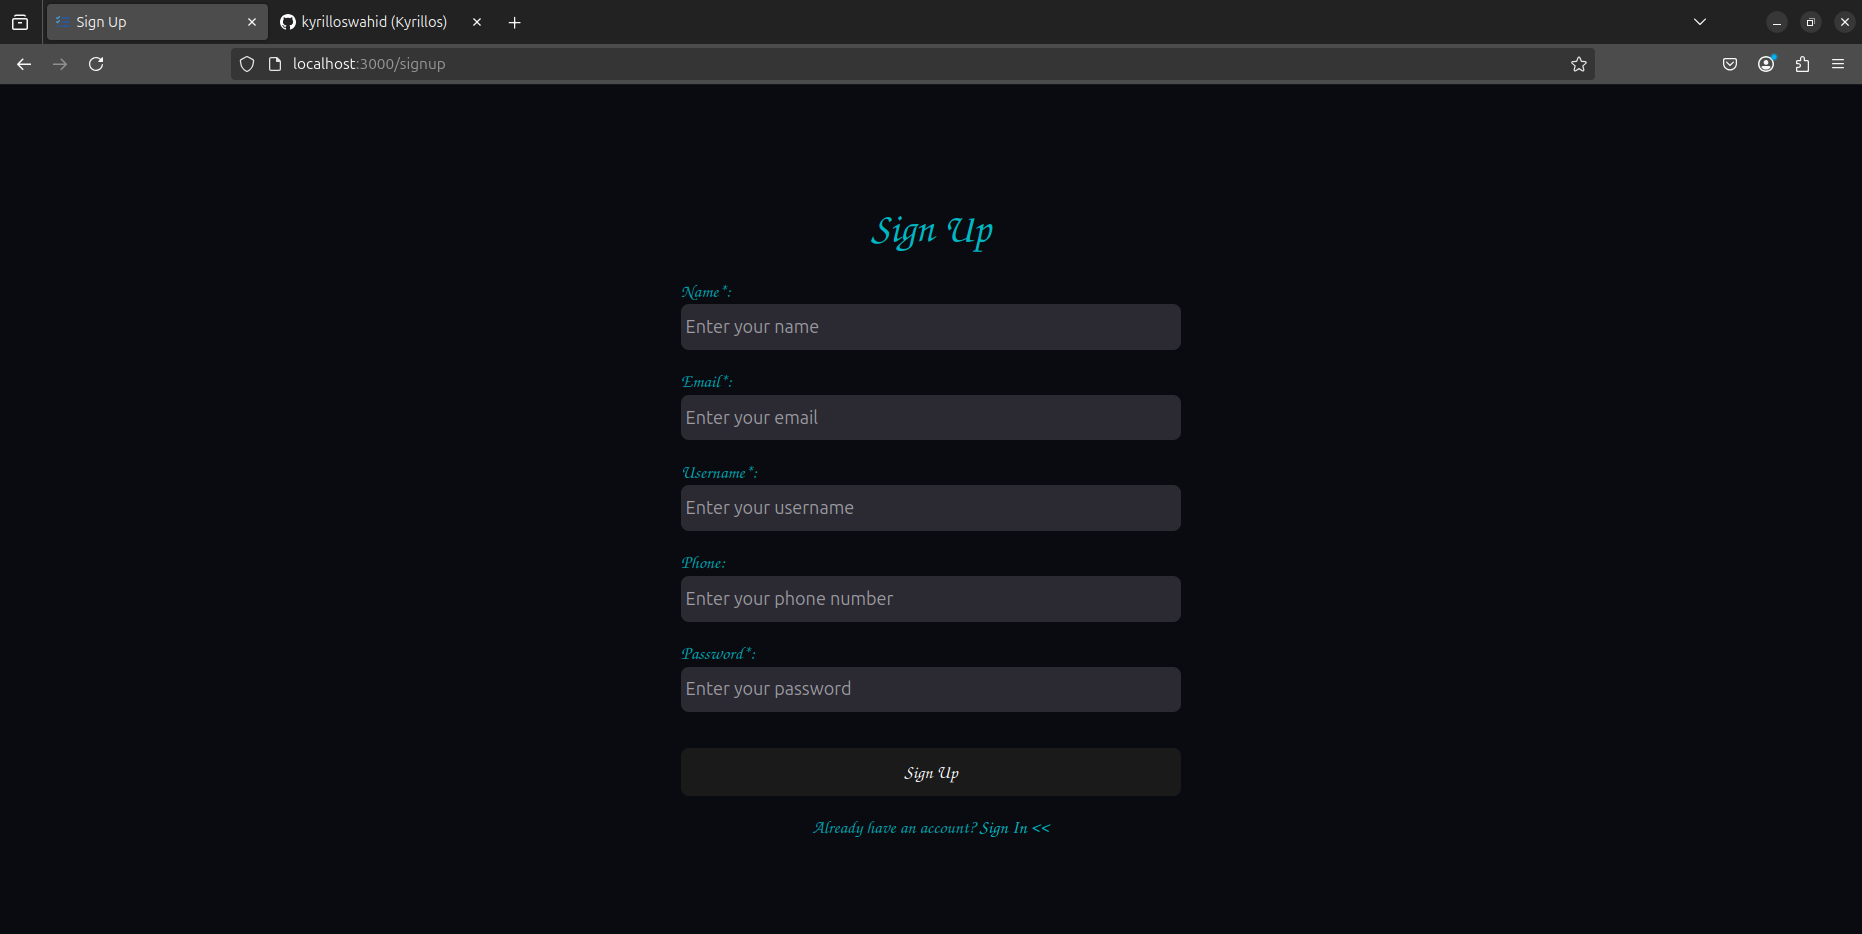 Sign Up
kyrilloswahid (Kyrillos)
localhost:3000/signup
Sign Up
Name*:
Enter your name
Email*:
Enter your email
Username*:
Enter your username
Phone:
Enter your phone number
Password*:
Enter your password
Sign Up
Already have an account? Sign In <<